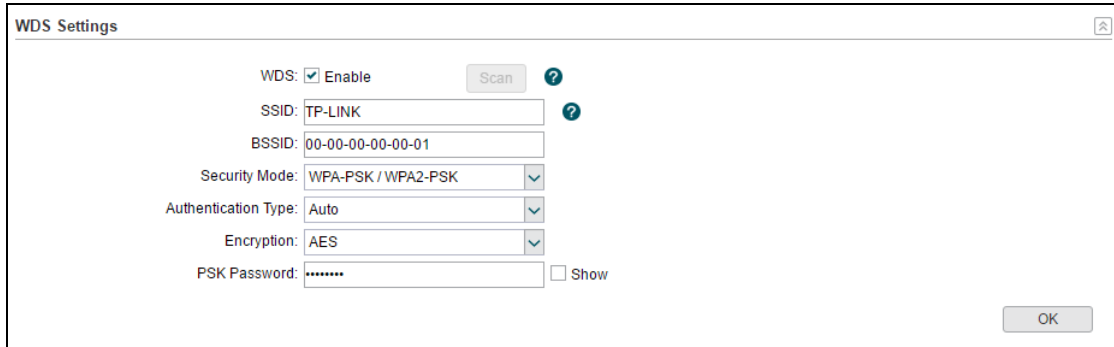 WDS Settings
WDS: Enable Scan ?
SSID: TP-LINK ?
BSSID: 00-00-00-00-00-01
Security Mode: WPA-PSK / WPA2-PSK
Authentication Type: Auto
Encryption: AES
PSK Password: •••••••• Show
OK